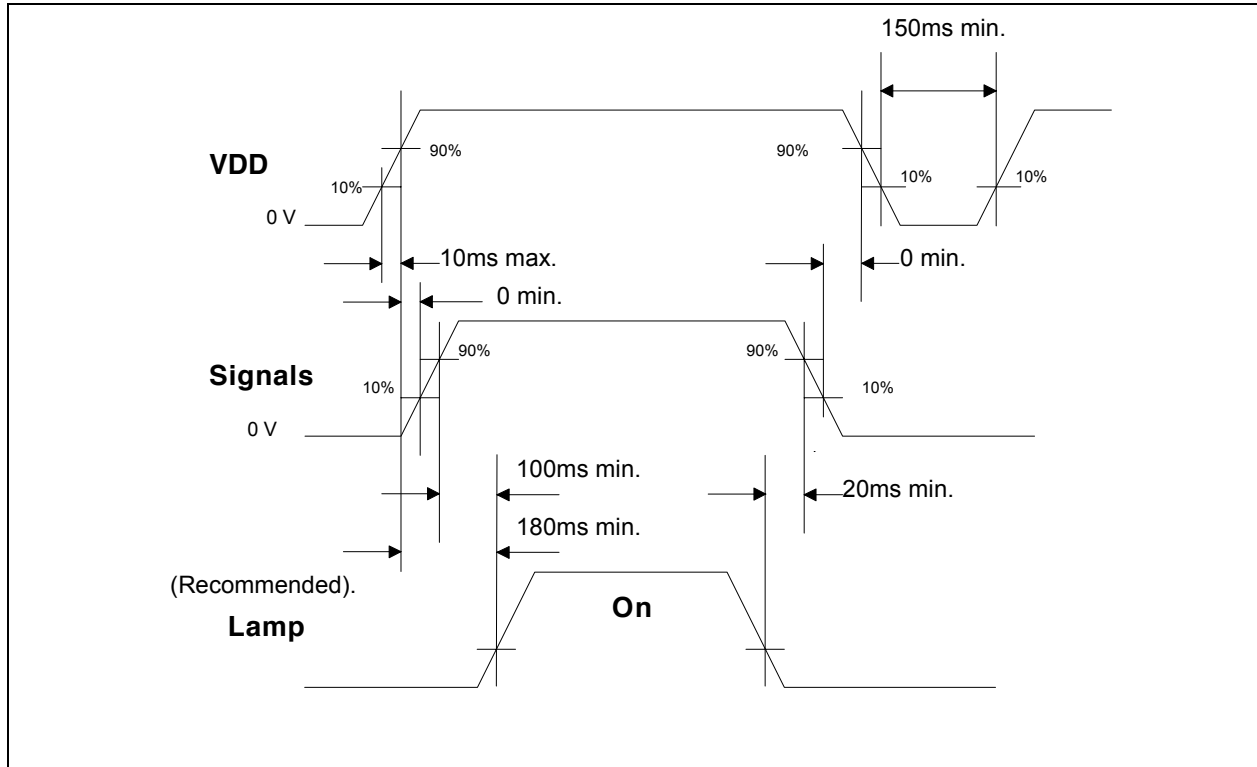 150ms min.
VDD
90%
90%
10%
10%
10%
0 V
10ms max.
0 min.
0 min.
Signals
90%
90%
10%
10%
0 V
100ms min.
20ms min.
180ms min.
(Recommended).
Lamp
On